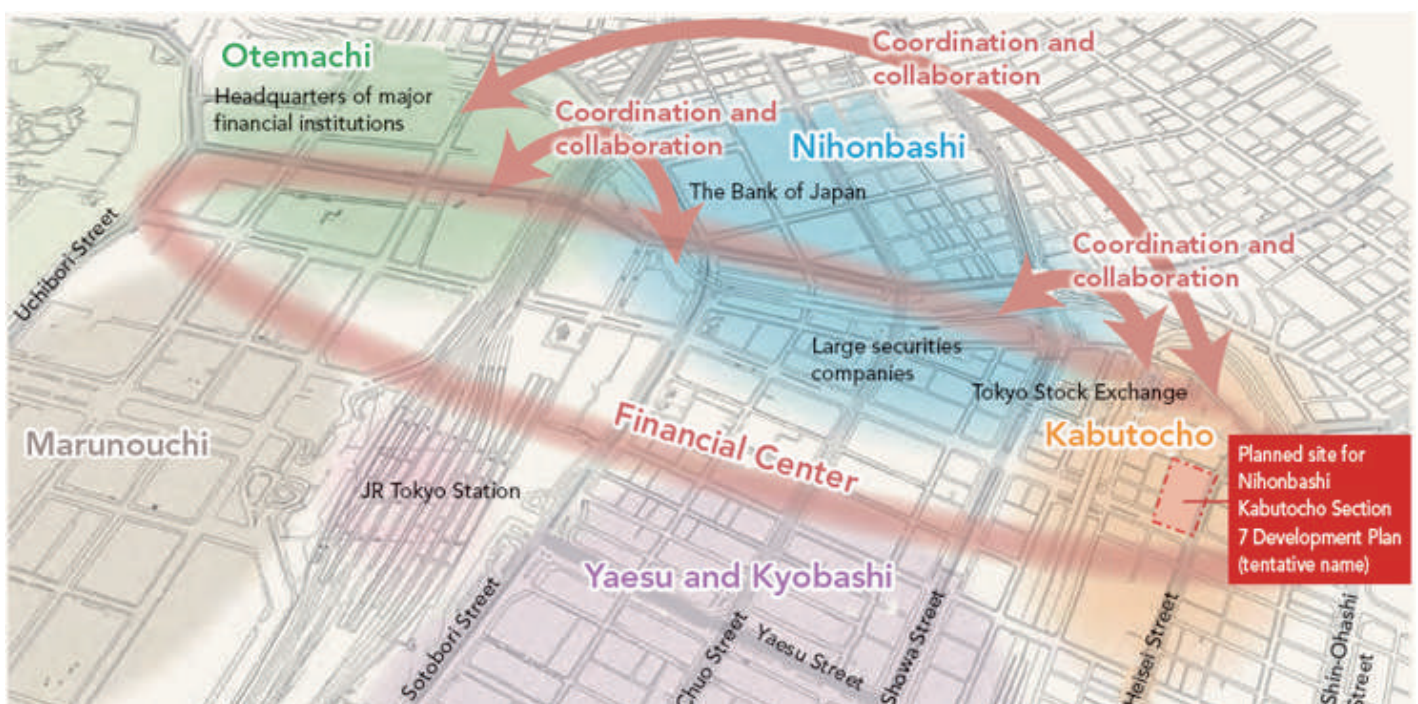 Otemachi
Headquarters of major
financial institutions
Coordination and
collaboration
Coordination and
collaboration
Nihonbashi
The Bank of Japan
Coordination and
collaboration
Uchibori Street
Large securities
companies
Tokyo Stock Exchange
Kabutocho
Marunouchi
Financial Center
JR Tokyo Station
Planned site for
Nihonbashi
Kabutocho Section
7 Development Plan
(tentative name)
Yaesu and Kyobashi
Sotobori Street
Chuo Street
Yaesu Street
Showa Street
Heisei Street
Shin-Ohashi
Street